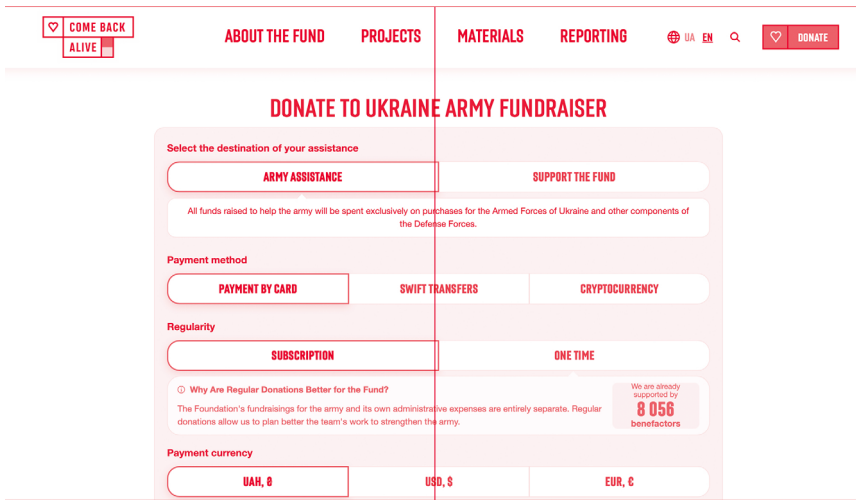 COME BACK
ALIVE
ABOUT THE FUND
PROJECTS
MATERIALS
REPORTING
UA EN
DONATE
DONATE TO UKRAINE ARMY FUNDRAISER
Select the destination of your assistance
ARMY ASSISTANCE
SUPPORT THE FUND
All funds raised to help the army will be spent exclusively on purchases for the Armed Forces of Ukraine and other components of
the Defense Forces.
Payment method
PAYMENT BY CARD
SWIFT TRANSFERS
CRYPTOCURRENCY
Regularity
SUBSCRIPTION
ONE TIME
Why Are Regular Donations Better for the Fund?
The Foundation's fundraisings for the army and its own administrative expenses are entirely separate. Regular
donations allow us to plan better the team's work to strengthen the army.
We are already
supported by
8 056
benefactors
Payment currency
UAH, ₴
USD, $
EUR, €